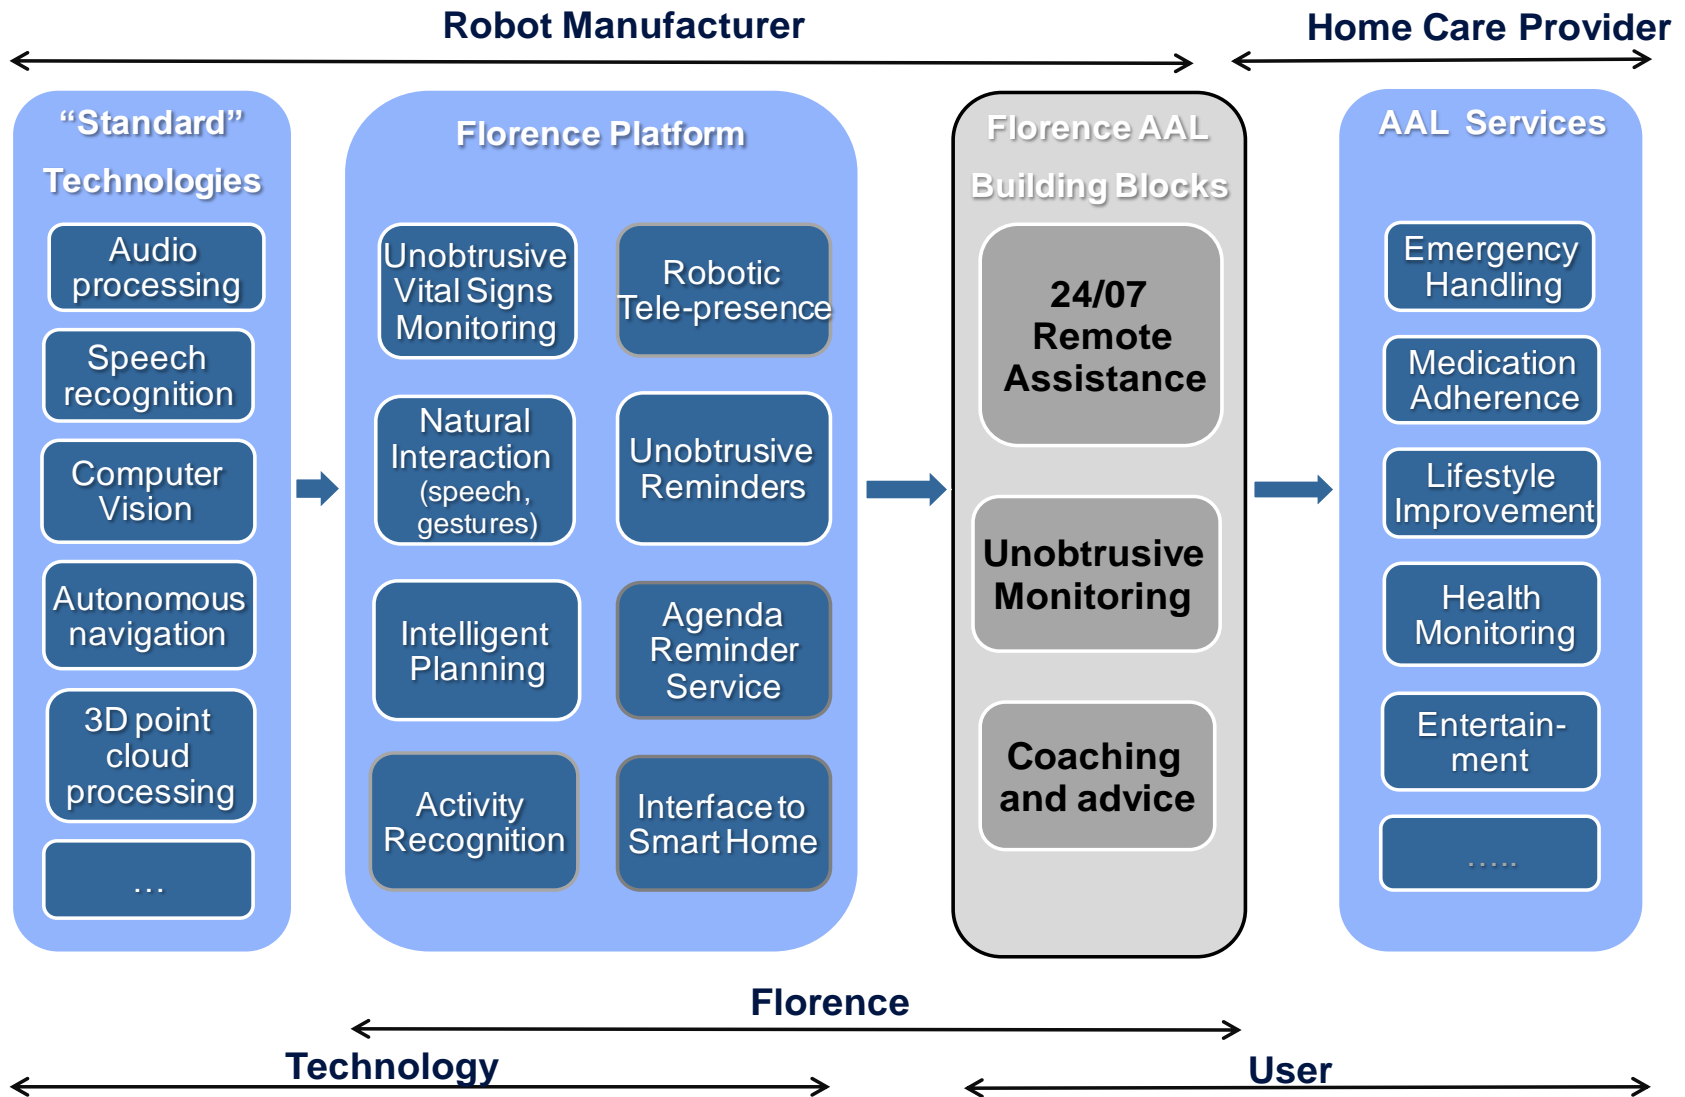 Robot Manufacturer
Home Care Provider
“Standard”
Technologies
Audio
processing
Speech
recognition
Computer
Vision
Autonomous
navigation
3D point
cloud
processing
…
Florence Platform
Unobtrusive
Vital Signs
Monitoring
Robotic
Tele-presence
Natural
Interaction
(speech,
gestures)
Unobtrusive
Reminders
Intelligent
Planning
Agenda
Reminder
Service
Activity
Recognition
Interface to
Smart Home
Florence AAL
Building Blocks
24/07
Remote
Assistance
Unobtrusive
Monitoring
Coaching
and advice
AAL Services
Emergency
Handling
Medication
Adherence
Lifestyle
Improvement
Health
Monitoring
Entertain-
ment
…..
Florence
Technology
User